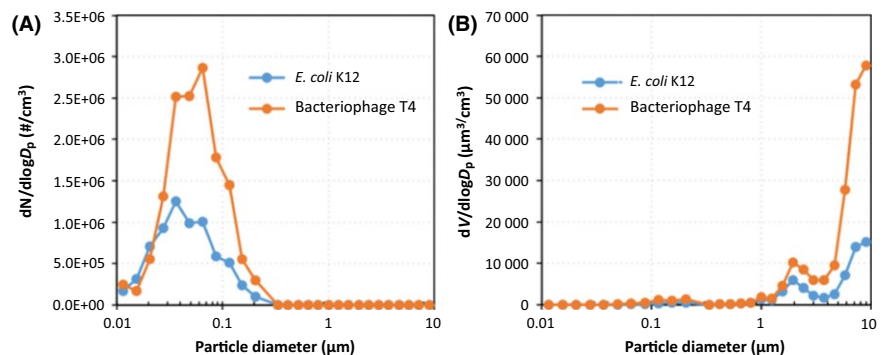 (A)
3.5E+06
3.0E+06
2.5E+06
2.0E+06
1.5E+06
1.0E+06
5.0E+05
0.0E+00
dN/dlogDp (#/cm³)
E. coli K12
Bacteriophage T4
0.01
0.1
1
10
Particle diameter (µm)
(B)
70 000
60 000
50 000
40 000
30 000
20 000
10 000
0
dV/dlogDp (µm³/cm³)
E. coli K12
Bacteriophage T4
0.01
0.1
1
10
Particle diameter (µm)